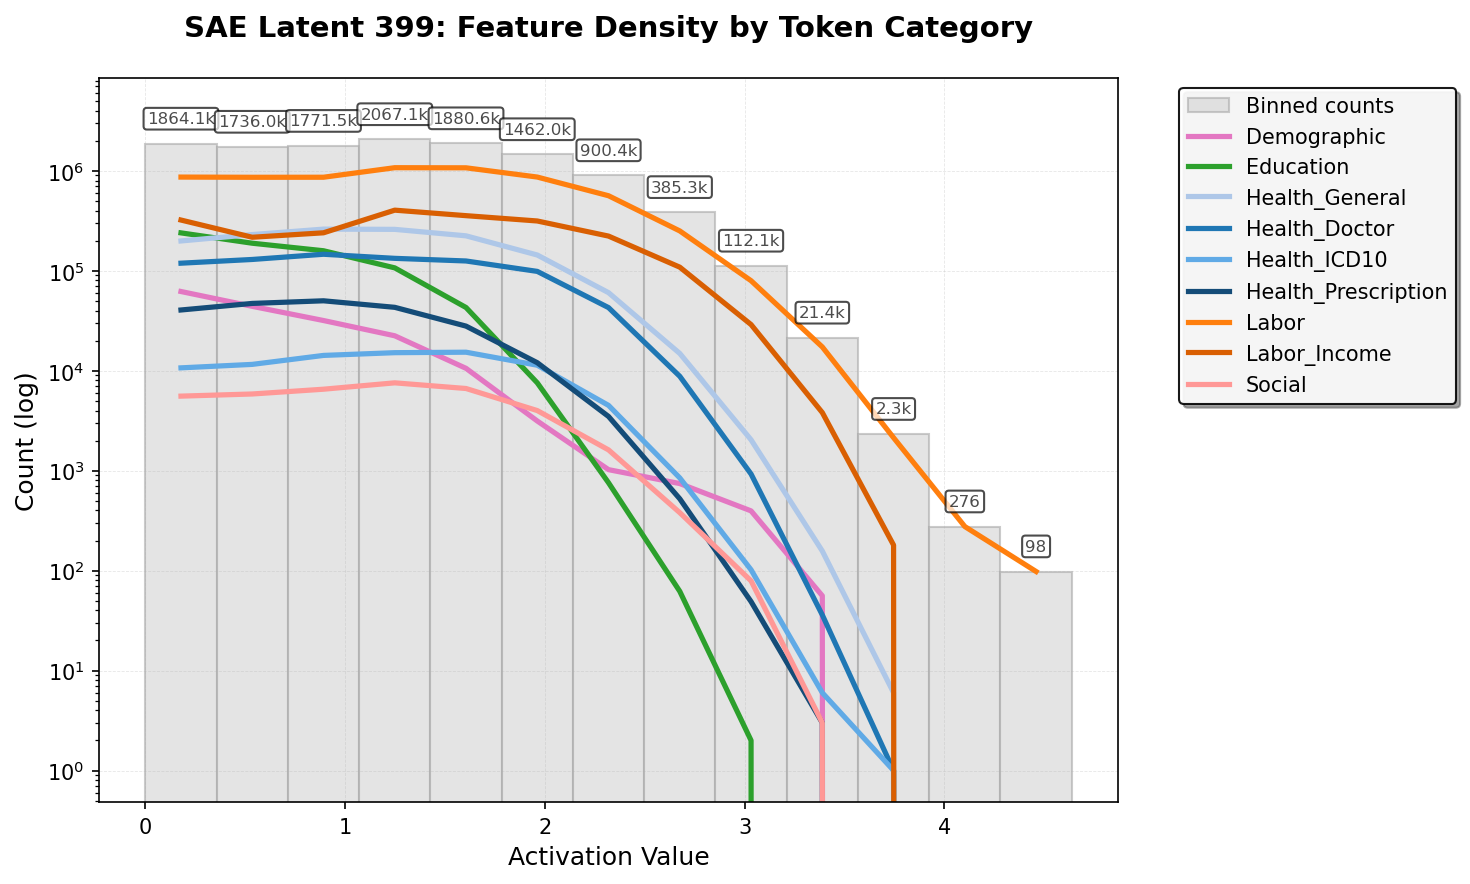 SAE Latent 399: Feature Density by Token Category
1864.1k
1736.0k
1771.5k
2067.1k
1880.6k
1462.0k
900.4k
385.3k
112.1k
21.4k
2.3k
276
98
Binned counts
Demographic
Education
Health_General
Health_Doctor
Health_ICD10
Health_Prescription
Labor
Labor_Income
Social
Count (log)
10⁶
10⁵
10⁴
10³
10²
10¹
10⁰
0 1 2 3 4
Activation Value